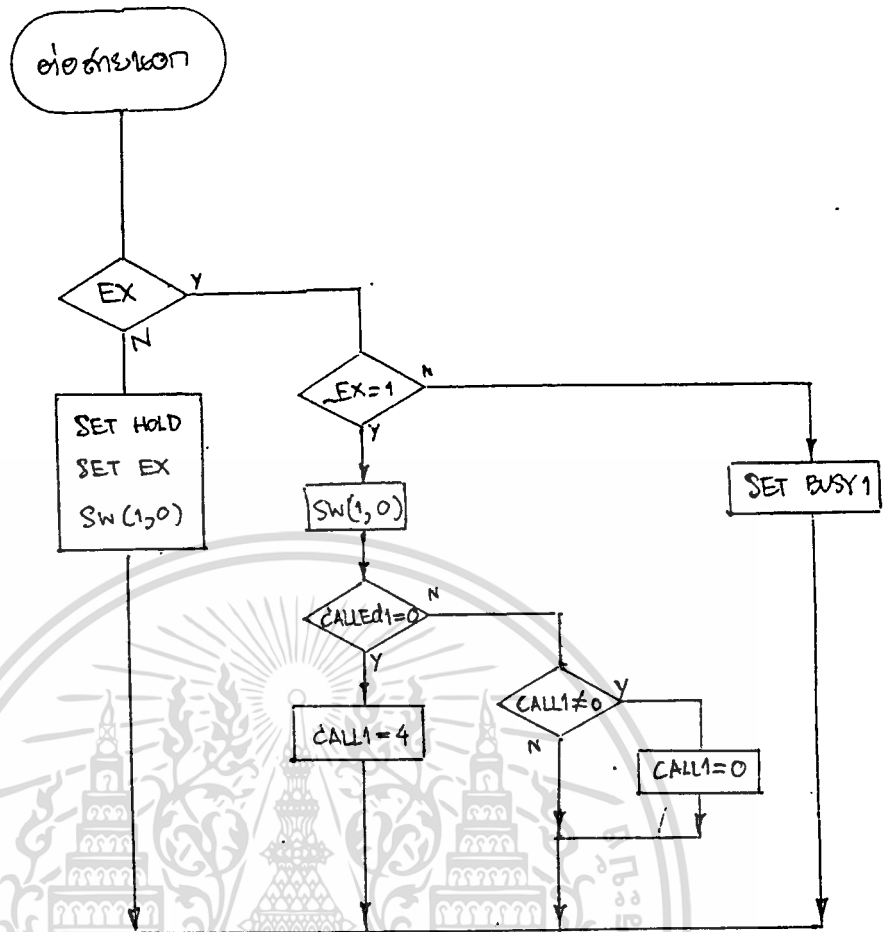 ต่อสายนอก
EX
Y
N
SET HOLD
SET EX
SW(1,0)
_EX=1
N
Y
SW(1,0)
SET BUSY1
CALLEd1=0
N
Y
CALL1=4
CALL1≠0
Y
N
CALL1=0